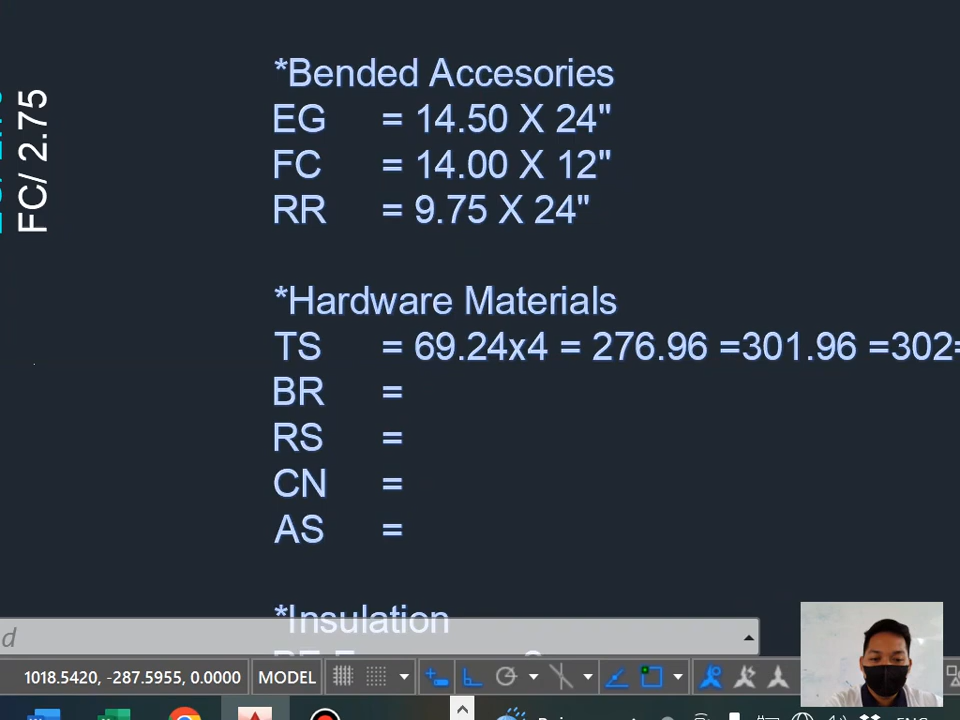 FC/ 2.75
*Bended Accesories
EG = 14.50 X 24"
FC = 14.00 X 12"
RR = 9.75 X 24"
*Hardware Materials
TS = 69.24x4 = 276.96 =301.96 =302=
BR =
RS =
CN =
AS =
*Insulation
d
1018.5420, -287.5955, 0.0000 MODEL
ENG